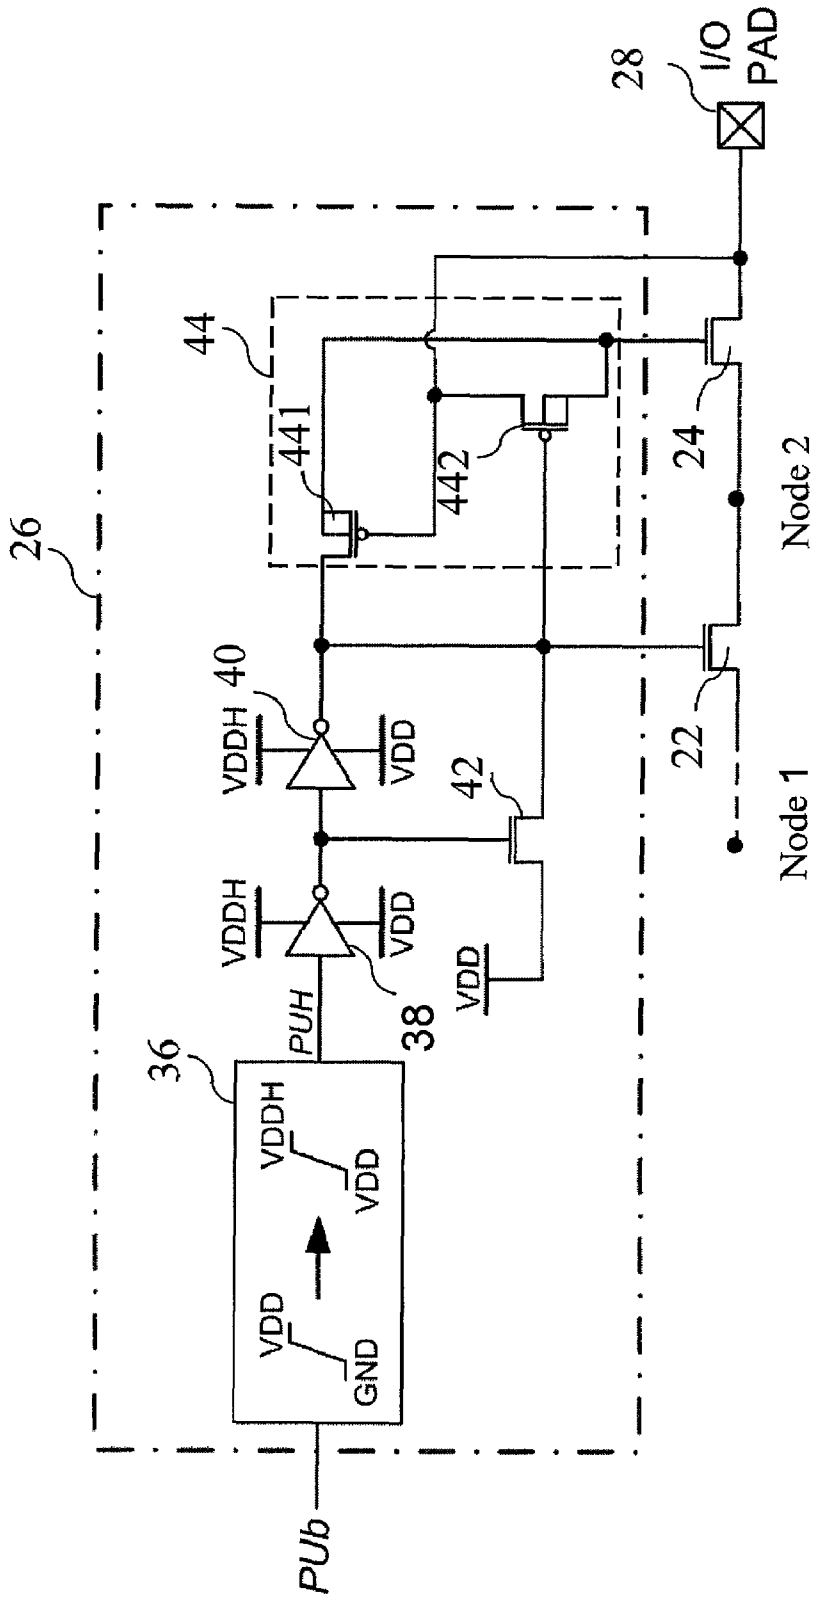 26
44
441
442
VDDH
40
VDD
VDDH
38
VDD
42
VDD
36
VDD
GND
VDDH
VDD
PUH
PUb
28
I/O
PAD
24
22
Node 2
Node 1